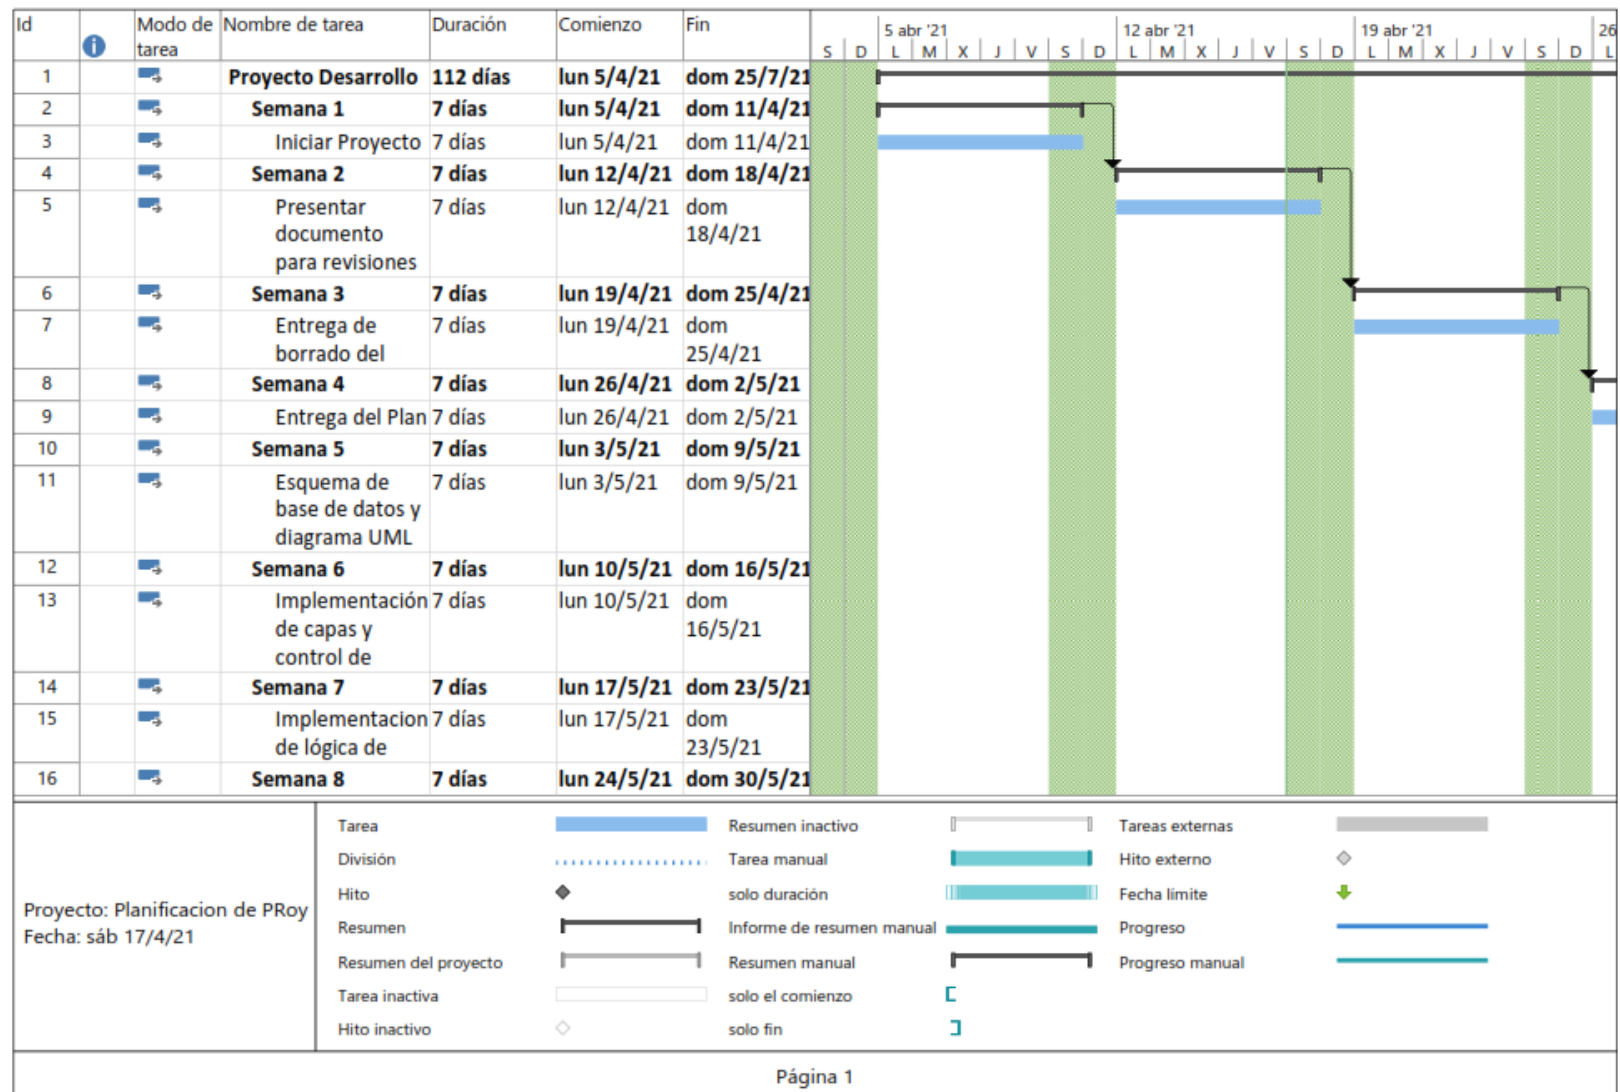 Id Modo de tarea Nombre de tarea Duración Comienzo Fin
5 abr '21 12 abr '21 19 abr '21 26
S D L M X J V S D L M X J V S D L M X J V S D L
1 Proyecto Desarrollo 112 días lun 5/4/21 dom 25/7/21
2 Semana 1 7 días lun 5/4/21 dom 11/4/21
3 Iniciar Proyecto 7 días lun 5/4/21 dom 11/4/21
4 Semana 2 7 días lun 12/4/21 dom 18/4/21
5 Presentar 7 días lun 12/4/21 dom
documento 18/4/21
para revisiones
6 Semana 3 7 días lun 19/4/21 dom 25/4/21
7 Entrega de 7 días lun 19/4/21 dom
borrado del 25/4/21
8 Semana 4 7 días lun 26/4/21 dom 2/5/21
9 Entrega del Plan 7 días lun 26/4/21 dom 2/5/21
10 Semana 5 7 días lun 3/5/21 dom 9/5/21
11 Esquema de 7 días lun 3/5/21 dom 9/5/21
base de datos y
diagrama UML
12 Semana 6 7 días lun 10/5/21 dom 16/5/21
13 Implementación 7 días lun 10/5/21 dom
de capas y 16/5/21
control de
14 Semana 7 7 días lun 17/5/21 dom 23/5/21
15 Implementacion 7 días lun 17/5/21 dom
de lógica de 23/5/21
16 Semana 8 7 días lun 24/5/21 dom 30/5/21
Proyecto: Planificacion de PRoy
Fecha: sáb 17/4/21
Tarea
División
Hito
Resumen
Resumen del proyecto
Tarea inactiva
Hito inactivo
Resumen inactivo
Tarea manual
solo duración
Informe de resumen manual
Resumen manual
solo el comienzo
solo fin
Tareas externas
Hito externo
Fecha límite
Progreso
Progreso manual
Página 1